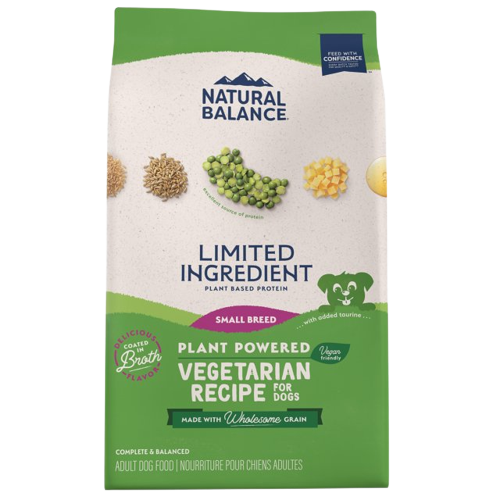 FEED WITH
CONFIDENCE
NATURAL
BALANCE
excellent source of protein
LIMITED
INGREDIENT
PLANT BASED PROTEIN
SMALL BREED
...with added taurine...
DELICIOUS
COATED IN
Broth
FLAVOR
PLANT POWERED
Vegan
friendly
VEGETARIAN
RECIPE FOR DOGS
MADE WITH Wholesome GRAIN
COMPLETE & BALANCED
ADULT DOG FOOD | NOURRITURE POUR CHIENS ADULTES